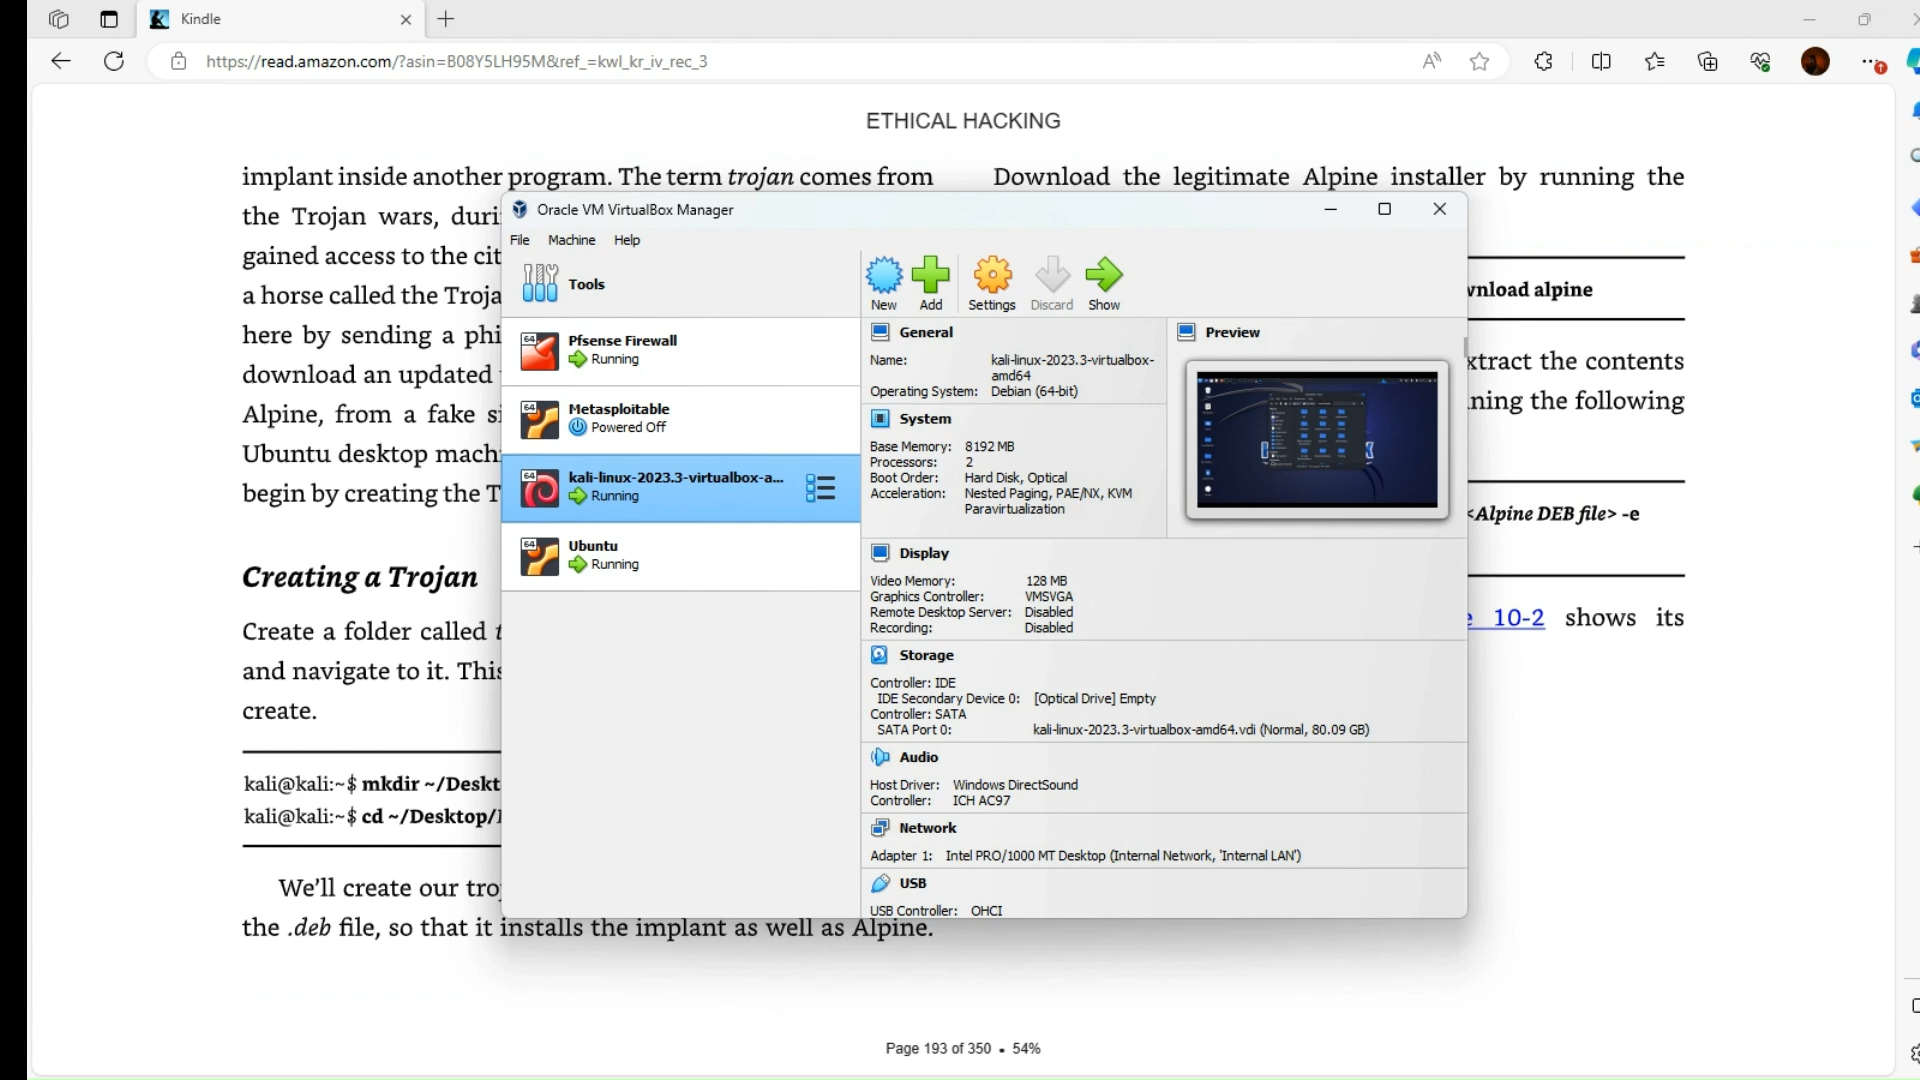 Kindle
https://read.amazon.com/?asin=B08Y5LH95M&ref_=kwl_kr_iv_rec_3
ETHICAL HACKING
implant inside another program. The term trojan comes from
the Trojan wars, duri
gained access to the cit
a horse called the Troja
here by sending a phi
download an updated
Alpine, from a fake si
Ubuntu desktop mach
begin by creating the T
Creating a Trojan
Create a folder called t
and navigate to it. This
create.
kali@kali:~$ mkdir ~/Deskt
kali@kali:~$ cd ~/Desktop/
We’ll create our tro
the .deb file, so that it installs the implant as well as Alpine.
Download the legitimate Alpine installer by running the
wnload alpine
xtract the contents
ning the following
<Alpine DEB file> -e
e 10-2 shows its
Oracle VM VirtualBox Manager
File Machine Help
Tools
Pfsense Firewall
Running
Metasploitable
Powered Off
kali-linux-2023.3-virtualbox-a...
Running
Ubuntu
Running
New Add Settings Discard Show
General
Name: kali-linux-2023.3-virtualbox-
amd64
Operating System: Debian (64-bit)
Preview
System
Base Memory: 8192 MB
Processors: 2
Boot Order: Hard Disk, Optical
Acceleration: Nested Paging, PAE/NX, KVM
Paravirtualization
Display
Video Memory: 128 MB
Graphics Controller: VMSVGA
Remote Desktop Server: Disabled
Recording: Disabled
Storage
Controller: IDE
IDE Secondary Device 0: [Optical Drive] Empty
Controller: SATA
SATA Port 0: kali-linux-2023.3-virtualbox-amd64.vdi (Normal, 80.09 GB)
Audio
Host Driver: Windows DirectSound
Controller: ICH AC97
Network
Adapter 1: Intel PRO/1000 MT Desktop (Internal Network, 'Internal LAN')
USB
USB Controller: OHCI
Page 193 of 350 • 54%